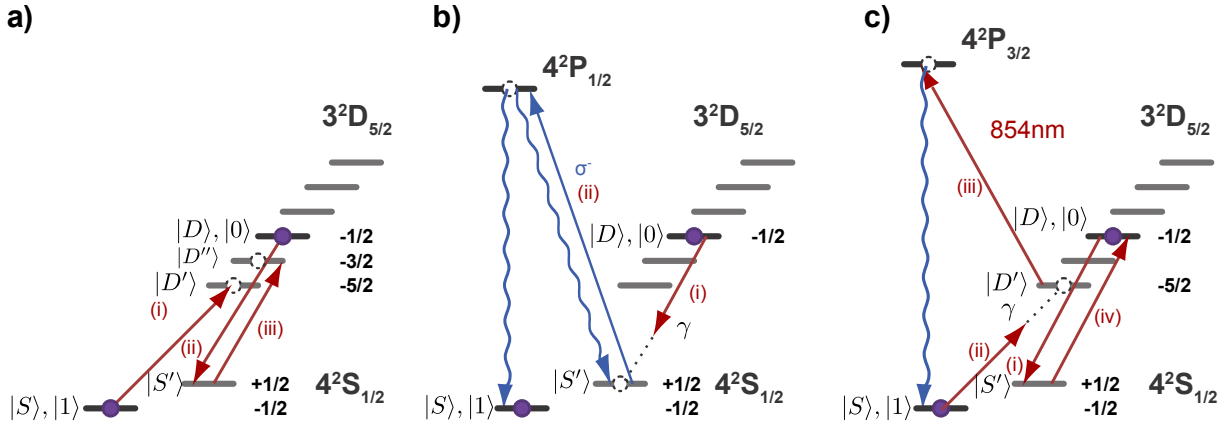 a)
3²D₅/₂
|D⟩, |0⟩
-1/2
|D''⟩
-3/2
|D'⟩
-5/2
(i)
(ii)
(iii)
|S'⟩
+1/2
4²S₁/₂
|S⟩, |1⟩
-1/2
b)
4²P₁/₂
3²D₅/₂
σ⁻
(ii)
|D⟩, |0⟩
-1/2
(i)
γ
|S'⟩
+1/2
4²S₁/₂
|S⟩, |1⟩
-1/2
c)
4²P₃/₂
3²D₅/₂
854nm
(iii)
|D⟩, |0⟩
-1/2
|D'⟩
-5/2
γ
(iv)
(ii)
(i)
|S'⟩
+1/2
4²S₁/₂
|S⟩, |1⟩
-1/2